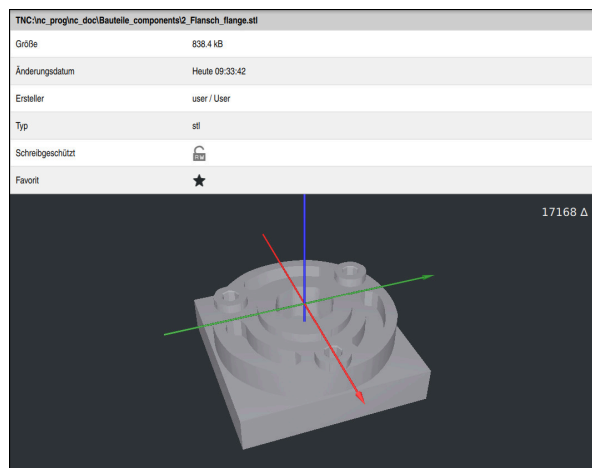 TNC:\nc_prog\nc_doc\Bauteile_components\2_Flansch_flange.stl
Größe 838.4 kB
Änderungsdatum Heute 09:33:42
Ersteller user / User
Typ stl
Schreibgeschützt RW
Favorit
17168 Δ